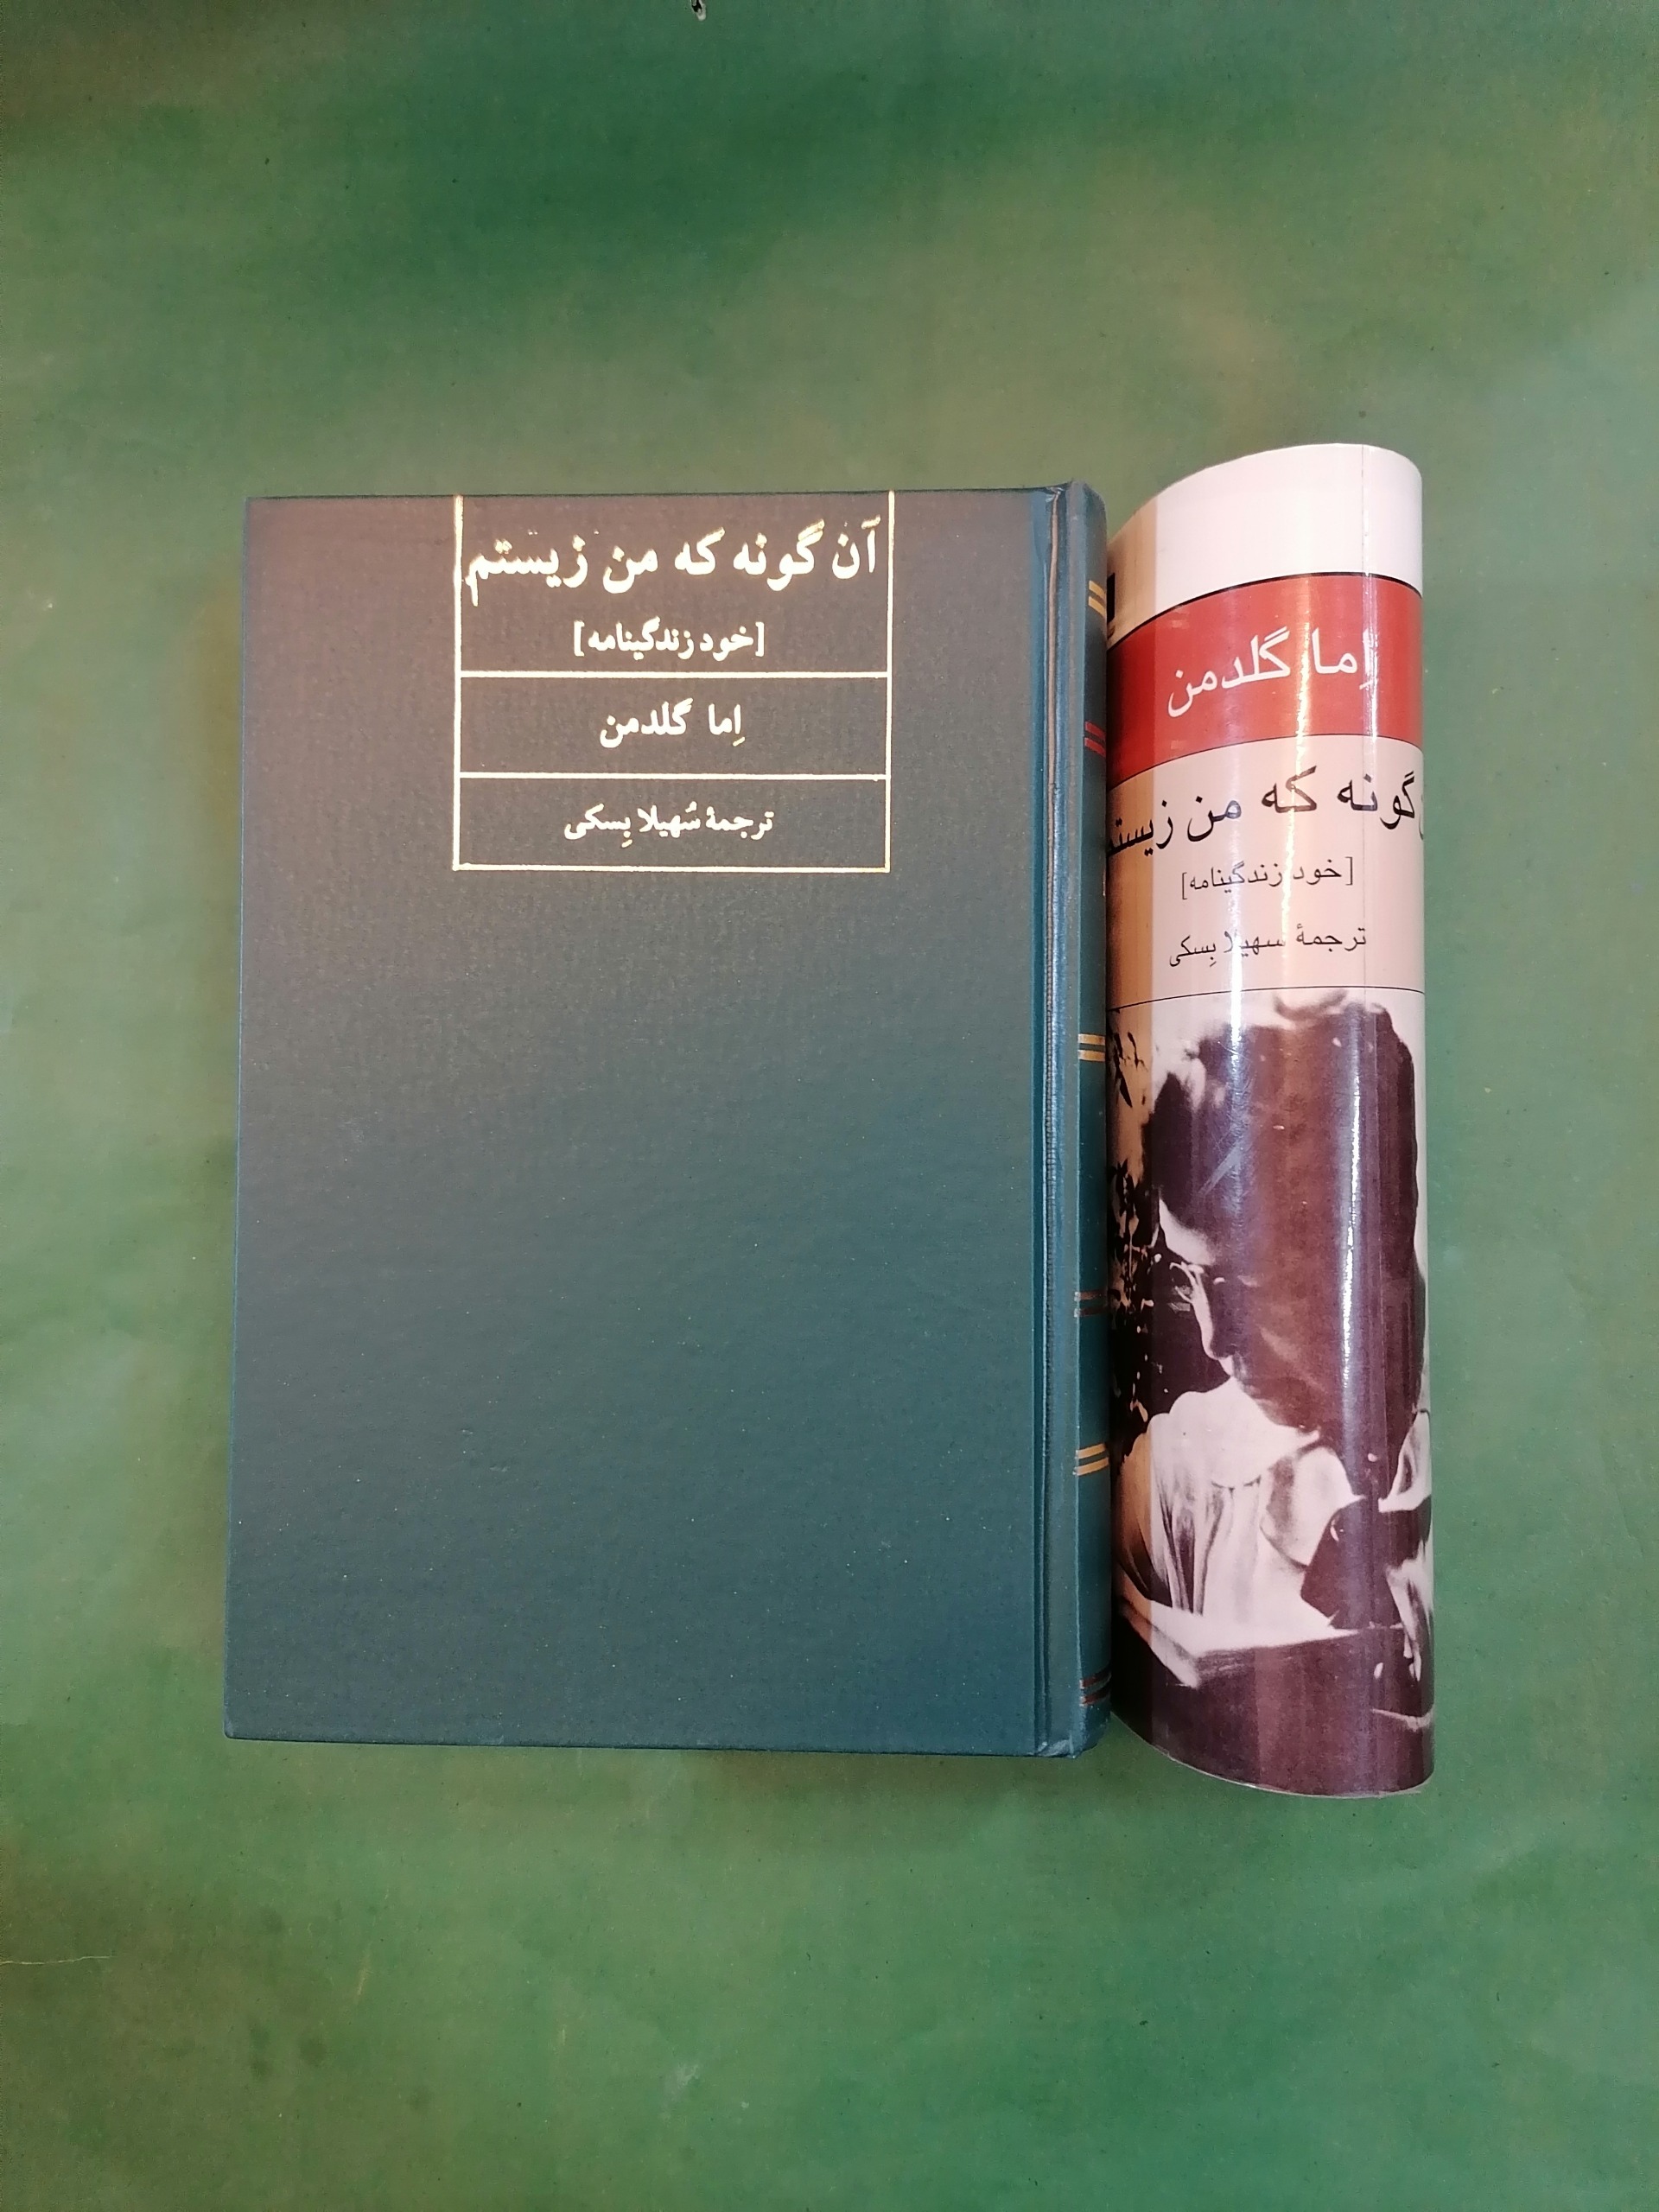 آن گونه که من زیستم
[خود زندگینامه]
اِما گلدمن
ترجمهٔ سُهیلا بِسکی
اِما گلدمن
گونه که من زیستم
[خود زندگینامه]
ترجمهٔ سهیلا بِسکی